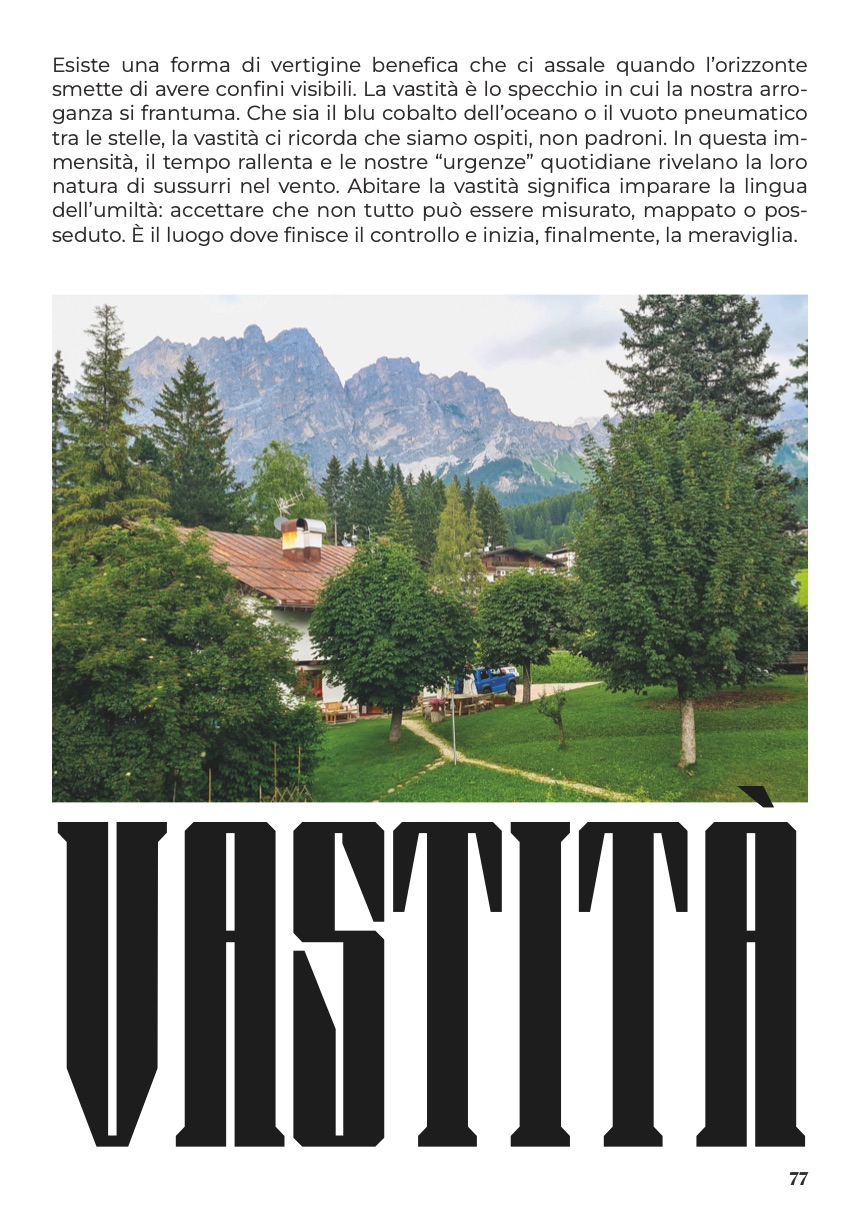 Esiste una forma di vertigine benefica che ci assale quando l’orizzonte
smette di avere confini visibili. La vastità è lo specchio in cui la nostra arro-
ganza si frantuma. Che sia il blu cobalto dell’oceano o il vuoto pneumatico
tra le stelle, la vastità ci ricorda che siamo ospiti, non padroni. In questa im-
mensità, il tempo rallenta e le nostre “urgenze” quotidiane rivelano la loro
natura di sussurri nel vento. Abitare la vastità significa imparare la lingua
dell’umiltà: accettare che non tutto può essere misurato, mappato o pos-
seduto. È il luogo dove finisce il controllo e inizia, finalmente, la meraviglia.
VASTITÀ
77